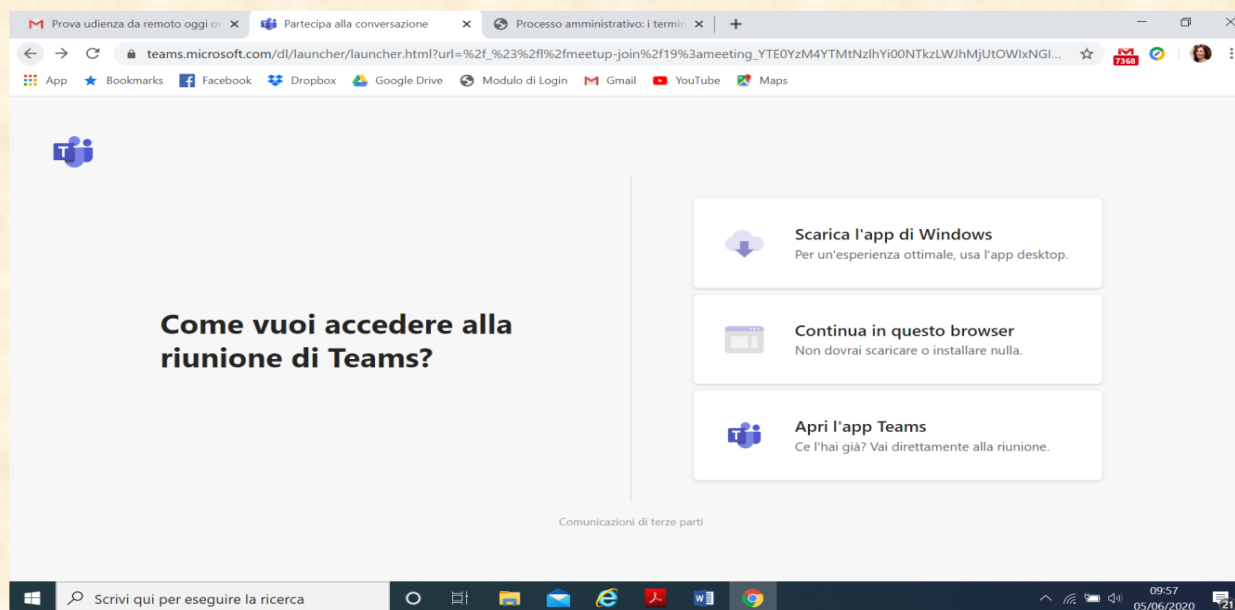 Prova udienza da remoto oggi o
Partecipa alla conversazione
Processo amministrativo: i termin
teams.microsoft.com/dl/launcher/launcher.html?url=%2f_%23%2fl%2fmeetup-join%2f19%3ameeting_YTE0YzM4YTMtNzlhYi00NTkzLWJhMjUtOWIxNGI...
7368
App
Bookmarks
Facebook
Dropbox
Google Drive
Modulo di Login
Gmail
YouTube
Maps
Come vuoi accedere alla
riunione di Teams?
Scarica l'app di Windows
Per un'esperienza ottimale, usa l'app desktop.
Continua in questo browser
Non dovrai scaricare o installare nulla.
Apri l'app Teams
Ce l'hai già? Vai direttamente alla riunione.
Comunicazioni di terze parti
Scrivi qui per eseguire la ricerca
09:57
05/06/2020
21